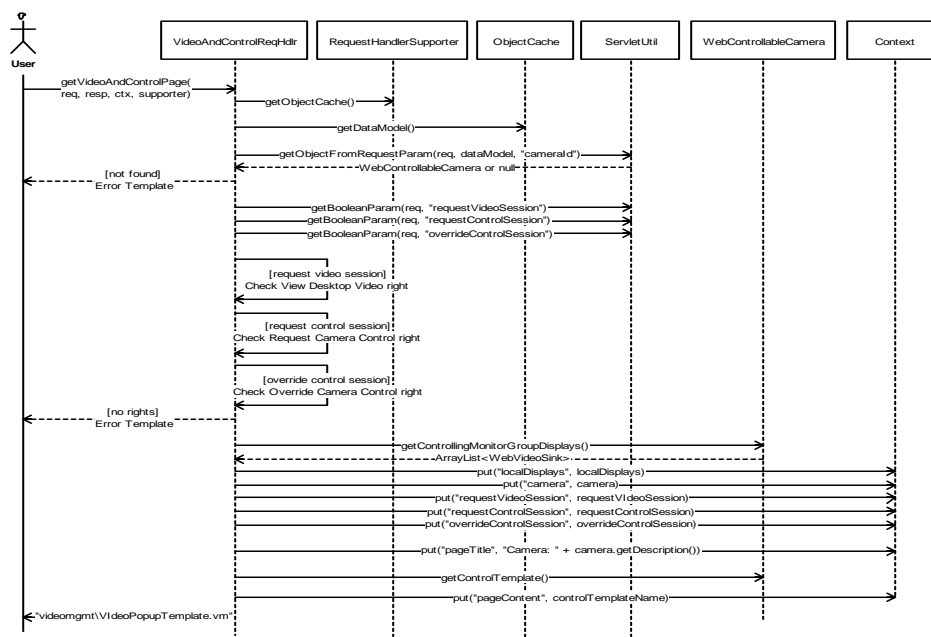 User
VideoAndControlReqHdlr
RequestHandlerSupporter
ObjectCache
ServletUtil
WebControllableCamera
Context
getVideoAndControlPage(
req, resp, ctx, supporter)
getObjectCache()
getDataModel()
getObjectFromRequestParam(req, dataModel, "cameraId")
WebControllableCamera or null
[not found]
Error Template
getBooleanParam(req, "requestVideoSession")
getBooleanParam(req, "requestControlSession")
getBooleanParam(req, "overrideControlSession")
[request video session]
Check View Desktop Video right
[request control session]
Check Request Camera Control right
[override control session]
Check Override Camera Control right
[no rights]
Error Template
getControllingMonitorGroupDisplays()
ArrayList<WebVideoSink>
put("localDisplays", localDisplays)
put("camera", camera)
put("requestVideoSession", requestVIdeoSession)
put("requestControlSession", requestControlSession)
put("overrideControlSession", overrideControlSession)
put("pageTitle", "Camera: " + camera.getDescription())
getControlTemplate()
put("pageContent", controlTemplateName)
"videomgmt\VIdeoPopupTemplate.vm"